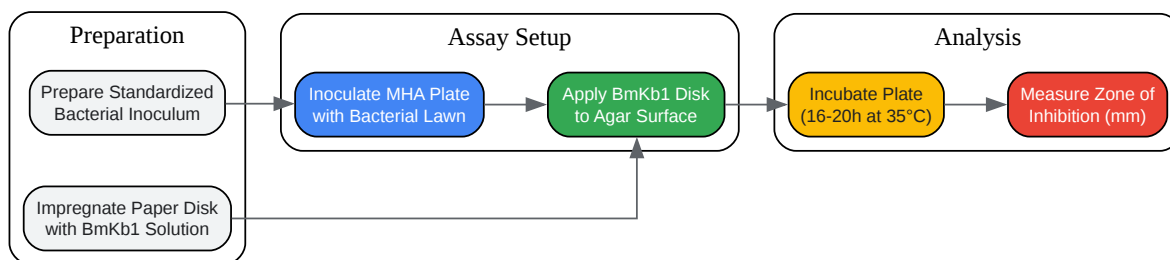 Preparation
Prepare Standardized
Bacterial Inoculum
Impregnate Paper Disk
with BmKb1 Solution
Assay Setup
Inoculate MHA Plate
with Bacterial Lawn
Apply BmKb1 Disk
to Agar Surface
Analysis
Incubate Plate
(16-20h at 35°C)
Measure Zone of
Inhibition (mm)